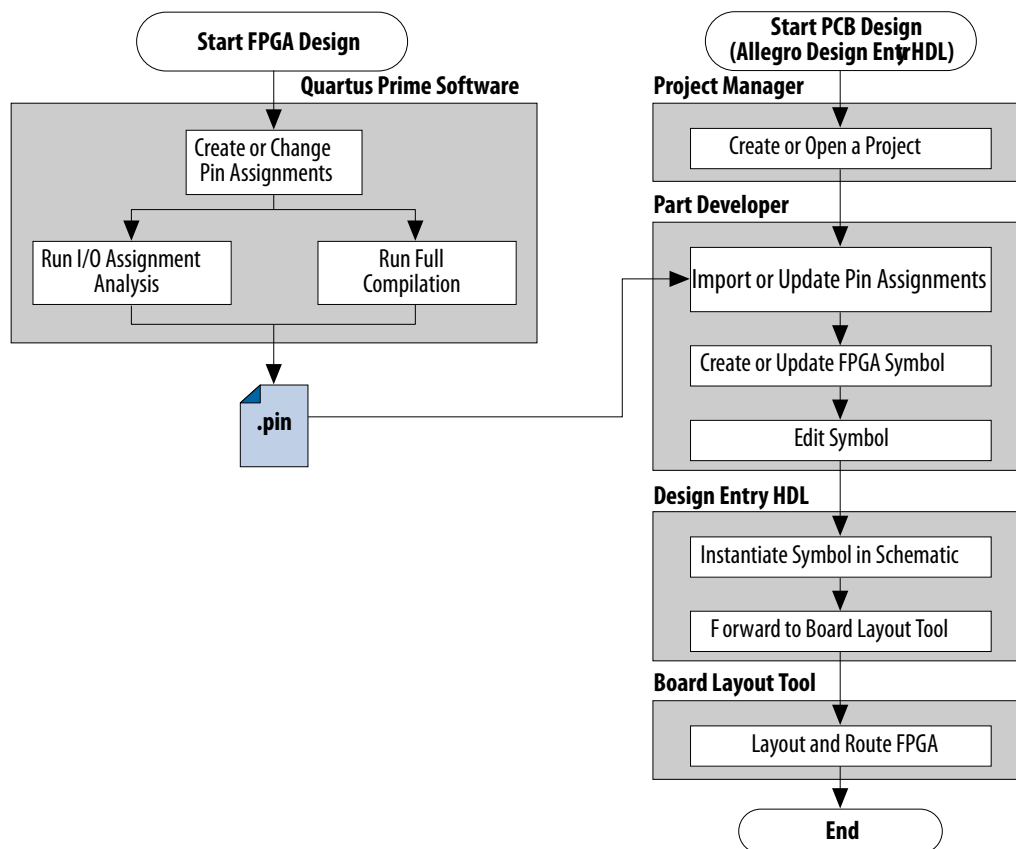 Start FPGA Design
Quartus Prime Software
Create or Change
Pin Assignments
Run I/O Assignment
Analysis
Run Full
Compilation
.pin
Start PCB Design
(Allegro Design Entry HDL)
Project Manager
Create or Open a Project
Part Developer
Import or Update Pin Assignments
Create or Update FPGA Symbol
Edit Symbol
Design Entry HDL
Instantiate Symbol in Schematic
Forward to Board Layout Tool
Board Layout Tool
Layout and Route FPGA
End